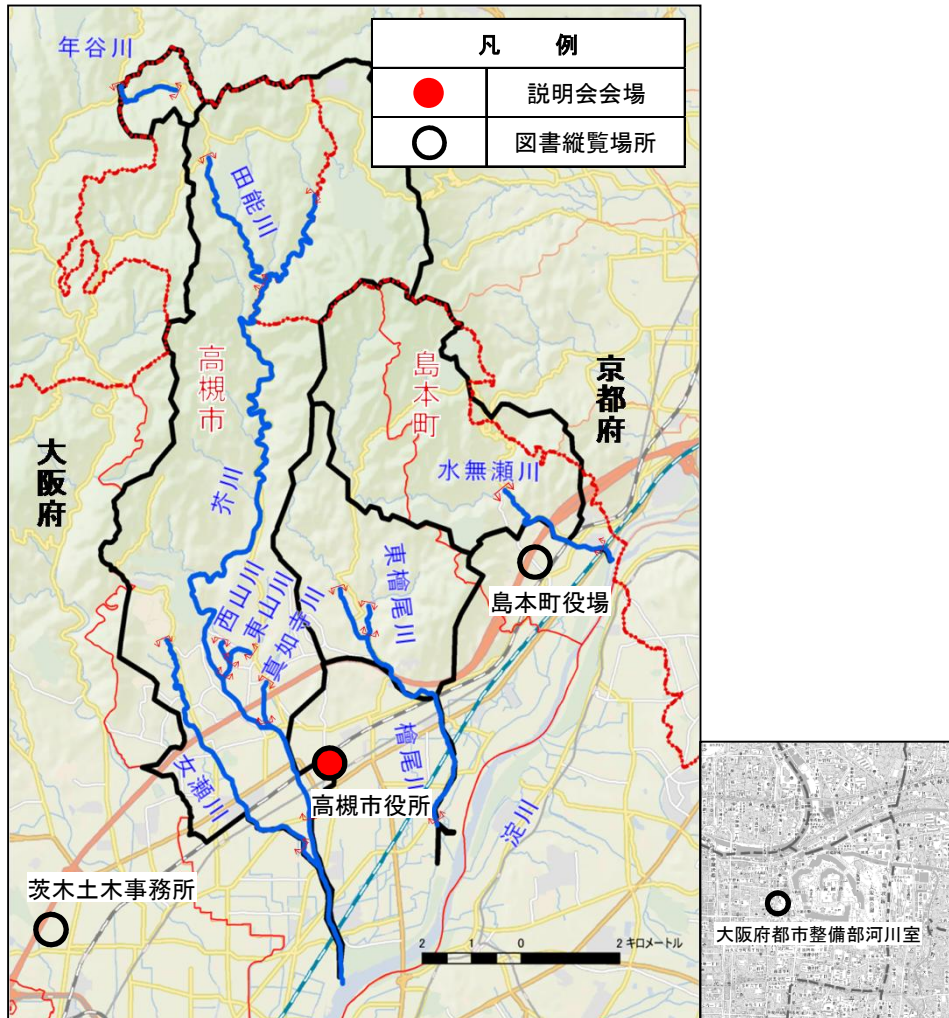 年谷川
凡 例
説明会会場
図書縦覧場所
田能川
高槻市
島本町
京都府
大阪府
水無瀬川
芥川
島本町役場
東檜尾川
西山川
東山川
真如寺川
女瀬川
檜尾川
高槻市役所
淀川
茨木土木事務所
2 1 0 2 キロメートル
大阪府都市整備部河川室